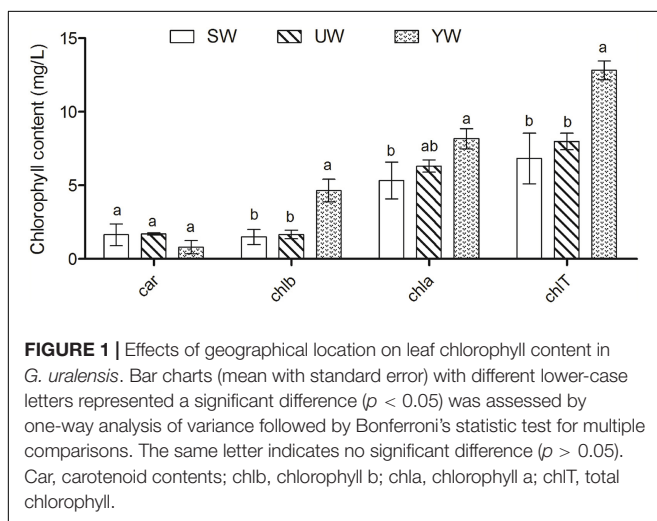 SW UW YW
15
10
5
0
Chlorophyll content (mg/L)
a a a
b b a
b ab a
b b a
car chlb chla chlT
FIGURE 1 | Effects of geographical location on leaf chlorophyll content in
G. uralensis. Bar charts (mean with standard error) with different lower-case
letters represented a significant difference (p < 0.05) was assessed by
one-way analysis of variance followed by Bonferroni's statistic test for multiple
comparisons. The same letter indicates no significant difference (p > 0.05).
Car, carotenoid contents; chlb, chlorophyll b; chla, chlorophyll a; chlT, total
chlorophyll.